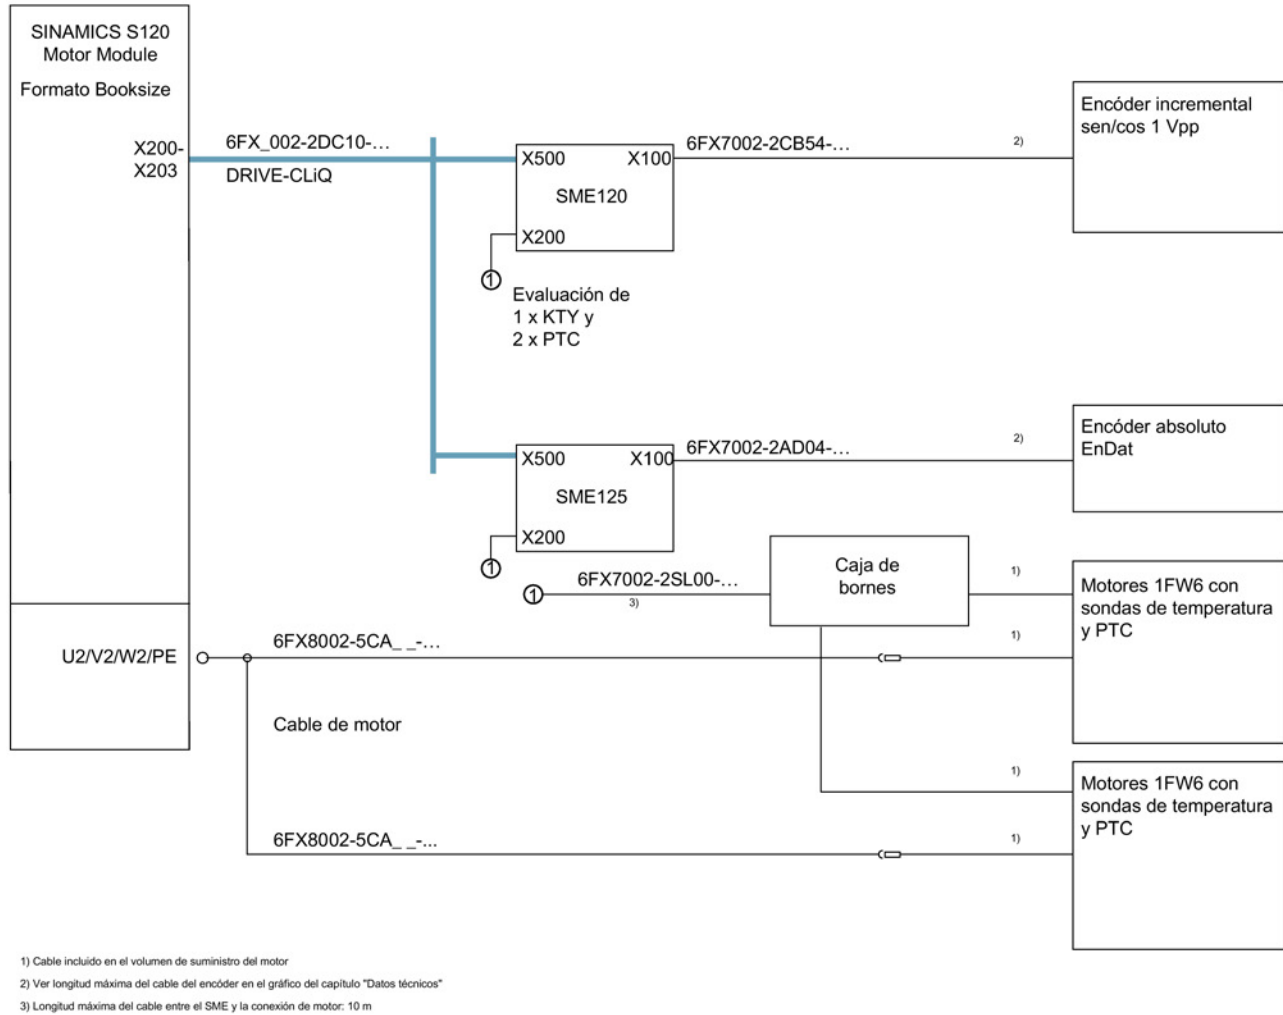 SINAMICS S120
Motor Module
Formato Booksize
X200-
X203
6FX_002-2DC10-...
DRIVE-CLiQ
X500
X100
SME120
X200
6FX7002-2CB54-...
2)
Encóder incremental
sen/cos 1 Vpp
1
Evaluación de
1 x KTY y
2 x PTC
X500
X100
SME125
X200
6FX7002-2AD04-...
2)
Encóder absoluto
EnDat
1
1
6FX7002-2SL00-...
3)
Caja de
bornes
1)
Motores 1FW6 con
sondas de temperatura
y PTC
1)
U2/V2/W2/PE
6FX8002-5CA_ _-...
Cable de motor
1)
Motores 1FW6 con
sondas de temperatura
y PTC
6FX8002-5CA_ _-...
1)
1) Cable incluido en el volumen de suministro del motor
2) Ver longitud máxima del cable del encóder en el gráfico del capítulo "Datos técnicos"
3) Longitud máxima del cable entre el SME y la conexión de motor: 10 m